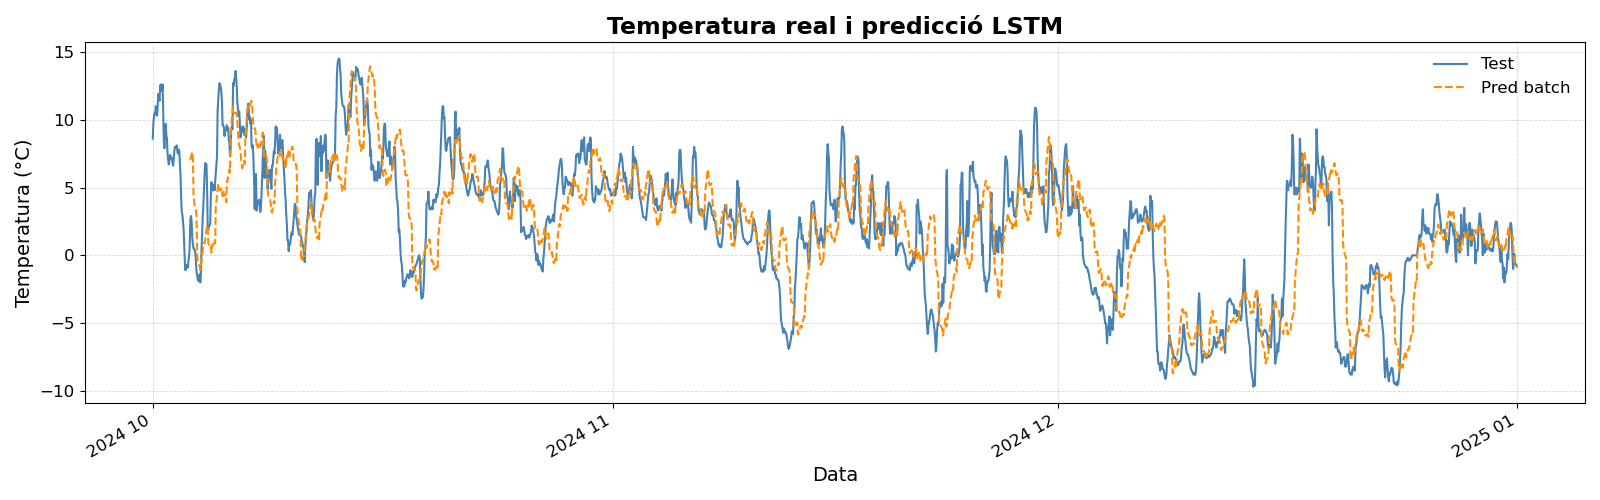 Temperatura real i predicció LSTM
Temperatura (°C)
15
10
5
0
−5
−10
Test
Pred batch
2024 10
2024 11
2024 12
2025 01
Data